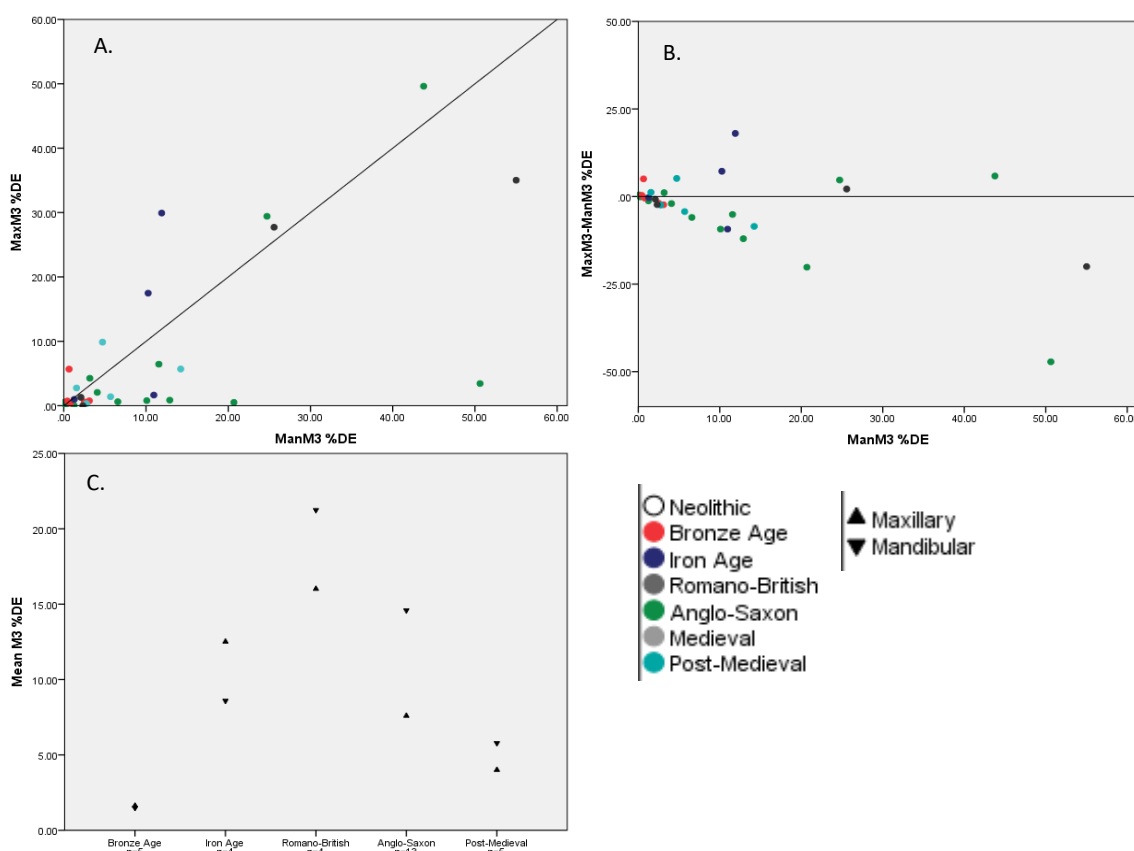 A.
60.00
50.00
40.00
30.00
20.00
10.00
.00
MaxM3 %DE
.00 10.00 20.00 30.00 40.00 50.00 60.00
ManM3 %DE
B.
50.00
25.00
.00
-25.00
-50.00
MaxM3-ManM3 %DE
.00 10.00 20.00 30.00 40.00 50.00 60.0
ManM3 %DE
C.
25.00
20.00
15.00
10.00
5.00
0.00
Mean M3 %DE
Bronze Age Iron Age Romano-British Anglo-Saxon Post-Medieval
Neolithic
Bronze Age
Iron Age
Romano-British
Anglo-Saxon
Medieval
Post-Medieval
Maxillary
Mandibular